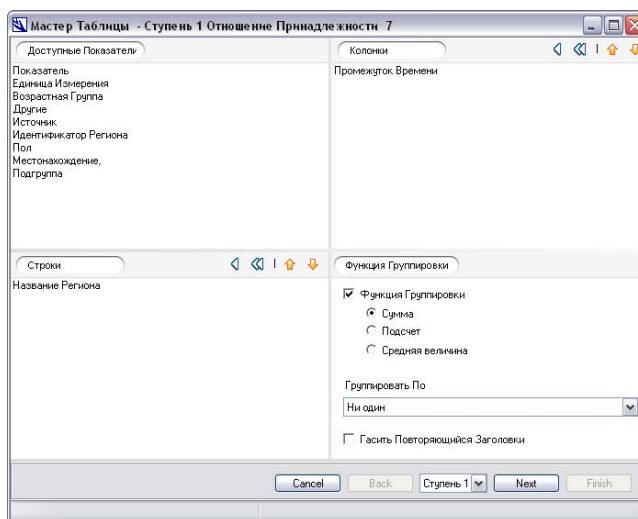 Мастер Таблицы - Ступень 1 Отношение Принадлежности 7
Доступные Показатели
Показатель
Единица Измерения
Возрастная Группа
Другие
Источник
Идентификатор Региона
Пол
Местонахождение,
Подгруппа
Колонки
Промежуток Времени
Строки
Название Региона
Функция Группировки
Функция Группировки
Сумма
Подсчет
Средняя величина
Группировать По
Ни один
Гасить Повторяющийся Заголовки
Cancel Back Ступень 1 Next Finish